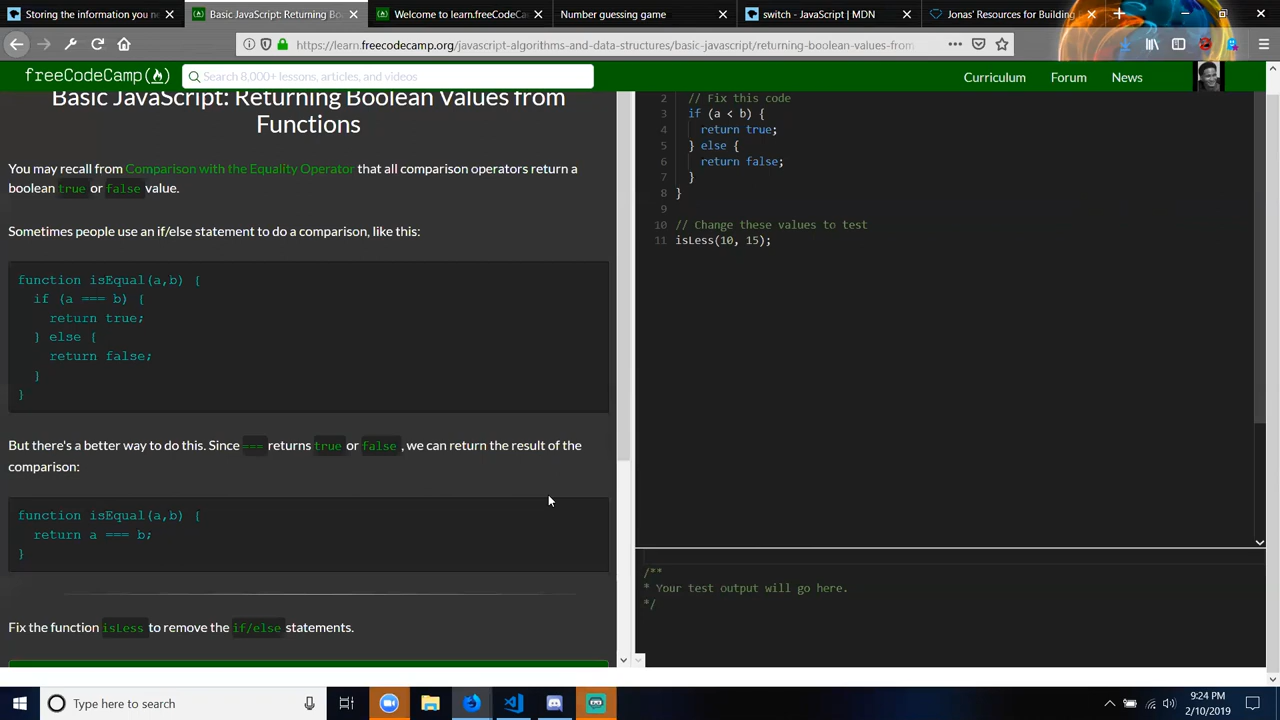 Storing the information you ne
Basic JavaScript: Returning Bo
Welcome to learn.freeCodeCa
Number guessing game
switch - JavaScript | MDN
Jonas' Resources for Building
https://learn.freecodecamp.org/javascript-algorithms-and-data-structures/basic-javascript/returning-boolean-values-from
freeCodeCamp
Search 8,000+ lessons, articles, and videos
Curriculum
Forum
News
Basic JavaScript: Returning Boolean Values from
Functions
You may recall from Comparison with the Equality Operator that all comparison operators return a
boolean true or false value.
Sometimes people use an if/else statement to do a comparison, like this:
function isEqual(a,b) {
if (a === b) {
return true;
} else {
return false;
}
}
But there's a better way to do this. Since === returns true or false , we can return the result of the
comparison:
function isEqual(a,b) {
return a === b;
}
Fix the function isLess to remove the if/else statements.
2 // Fix this code
3 if (a < b) {
4 return true;
5 } else {
6 return false;
7 }
8 }
9
10 // Change these values to test
11 isLess(10, 15);
/**
* Your test output will go here.
*/
Type here to search
9:24 PM
2/10/2019